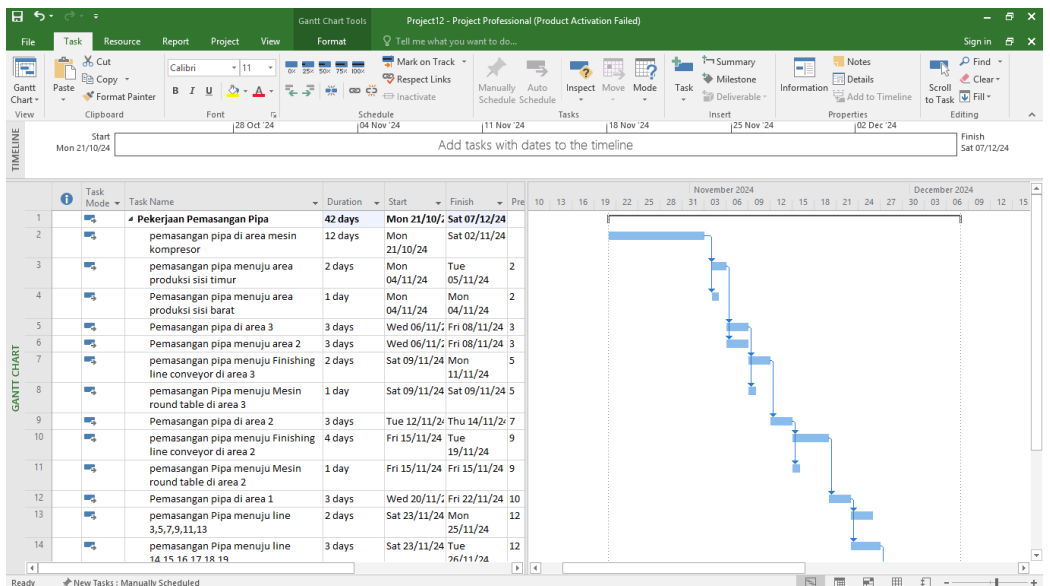 Gantt Chart Tools
Project12 - Project Professional (Product Activation Failed)
File Task Resource Report Project View Format Tell me what you want to do... Sign in
Gantt Chart
View
Paste
Cut
Copy
Format Painter
Clipboard
Calibri 11
B I U A
Font
0% 25% 50% 75% 100%
Mark on Track
Respect Links
Inactivate
Schedule
Manually Schedule
Auto Schedule
Inspect Move Mode
Tasks
Task
Summary
Milestone
Deliverable
Insert
Information
Notes
Details
Add to Timeline
Properties
Scroll to Task
Find
Clear
Fill
Editing
TIMELINE
28 Oct '24 04 Nov '24 11 Nov '24 18 Nov '24 25 Nov '24 02 Dec '24
Start
Mon 21/10/24
Add tasks with dates to the timeline
Finish
Sat 07/12/24
GANTT CHART
Task Mode Task Name Duration Start Finish Pre
November 2024 December 2024
10 13 16 19 22 25 28 31 03 06 09 12 15 18 21 24 27 30 03 06 09 12 15
1 Pekerjaan Pemasangan Pipa 42 days Mon 21/10/2 Sat 07/12/24
2 pemasangan pipa di area mesin kompresor 12 days Mon 21/10/24 Sat 02/11/24
3 pemasangan pipa menuju area produksi sisi timur 2 days Mon 04/11/24 Tue 05/11/24 2
4 Pemasangan pipa menuju area produksi sisi barat 1 day Mon 04/11/24 Mon 04/11/24 2
5 Pemasangan pipa di area 3 3 days Wed 06/11/2 Fri 08/11/24 3
6 Pemasangan pipa menuju area 2 3 days Wed 06/11/2 Fri 08/11/24 3
7 pemasangan pipa menuju Finishing line conveyor di area 3 2 days Sat 09/11/24 Mon 11/11/24 5
8 pemasangan Pipa menuju Mesin round table di area 3 1 day Sat 09/11/24 Sat 09/11/24 5
9 Pemasangan pipa di area 2 3 days Tue 12/11/24 Thu 14/11/24 7
10 pemasangan pipa menuju Finishing line conveyor di area 2 4 days Fri 15/11/24 Tue 19/11/24 9
11 pemasangan Pipa menuju Mesin round table di area 2 1 day Fri 15/11/24 Fri 15/11/24 9
12 Pemasangan pipa di area 1 3 days Wed 20/11/2 Fri 22/11/24 10
13 pemasangan Pipa menuju line 3,5,7,9,11,13 2 days Sat 23/11/24 Mon 25/11/24 12
14 pemasangan Pipa menuju line 14,15,16,17,18,19 3 days Sat 23/11/24 Tue 26/11/24 12
Ready New Tasks : Manually Scheduled